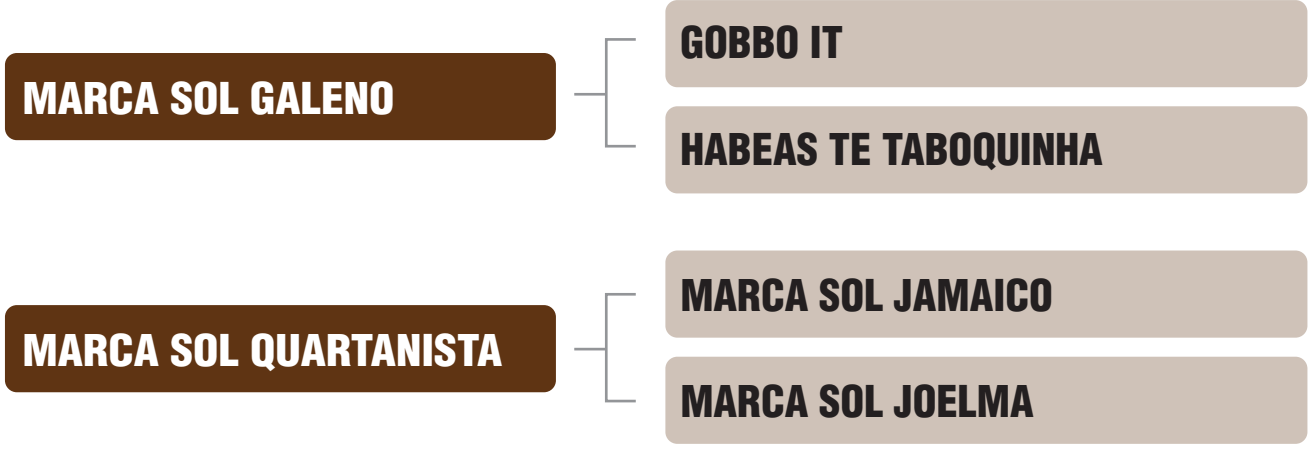 MARCA SOL GALENO
GOBBO IT
HABEAS TE TABOQUINHA
MARCA SOL QUARTANISTA
MARCA SOL JAMAICO
MARCA SOL JOELMA